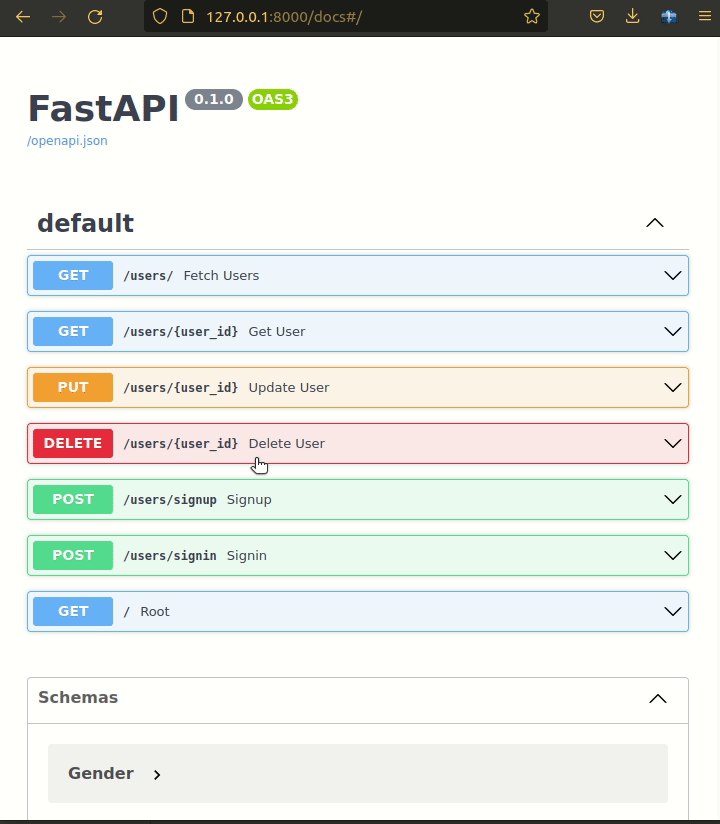 127.0.0.1:8000/docs#/
FastAPI 0.1.0 OAS3
/openapi.json
default
GET /users/ Fetch Users
GET /users/{user_id} Get User
PUT /users/{user_id} Update User
DELETE /users/{user_id} Delete User
POST /users/signup Signup
POST /users/signin Signin
GET / Root
Schemas
Gender